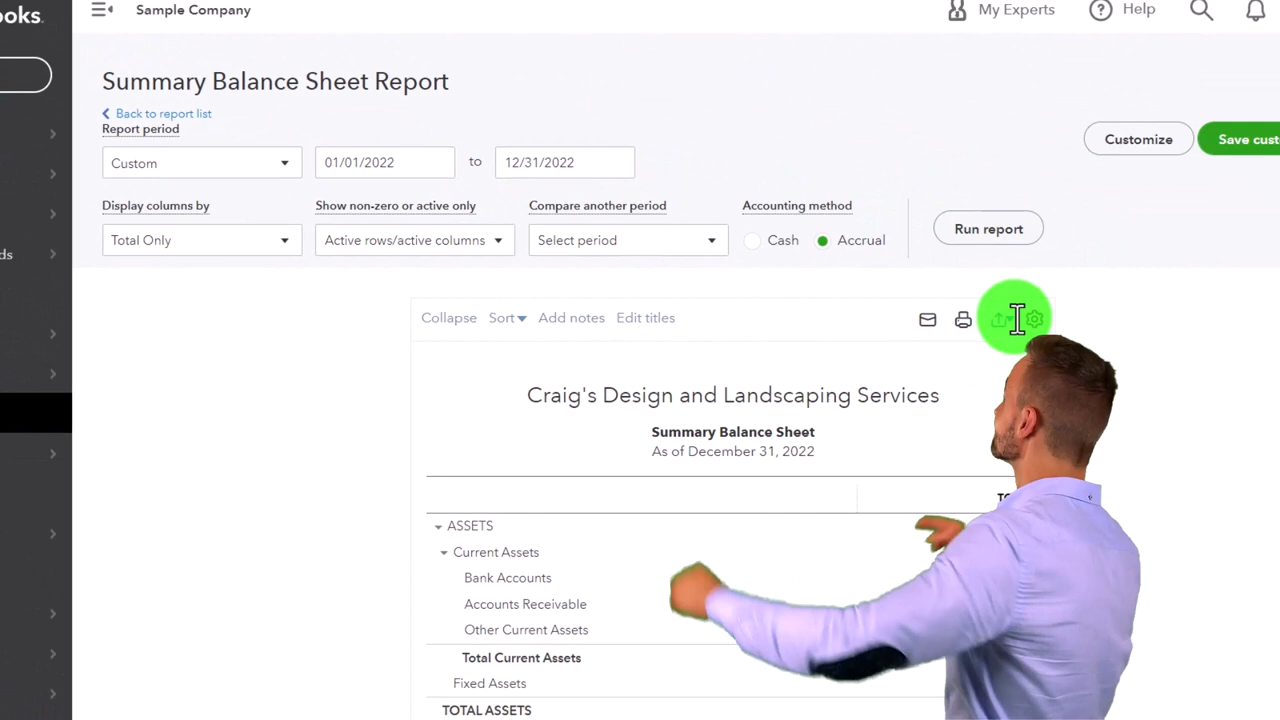 ooks.
Sample Company
My Experts
Help
Summary Balance Sheet Report
Back to report list
Report period
Custom
01/01/2022
to
12/31/2022
Display columns by
Show non-zero or active only
Compare another period
Accounting method
Total Only
Active rows/active columns
Select period
Cash
Accrual
Run report
Customize
Save cust
ds
Collapse
Sort
Add notes
Edit titles
Craig's Design and Landscaping Services
Summary Balance Sheet
As of December 31, 2022
TO
ASSETS
Current Assets
Bank Accounts
Accounts Receivable
Other Current Assets
Total Current Assets
Fixed Assets
TOTAL ASSETS